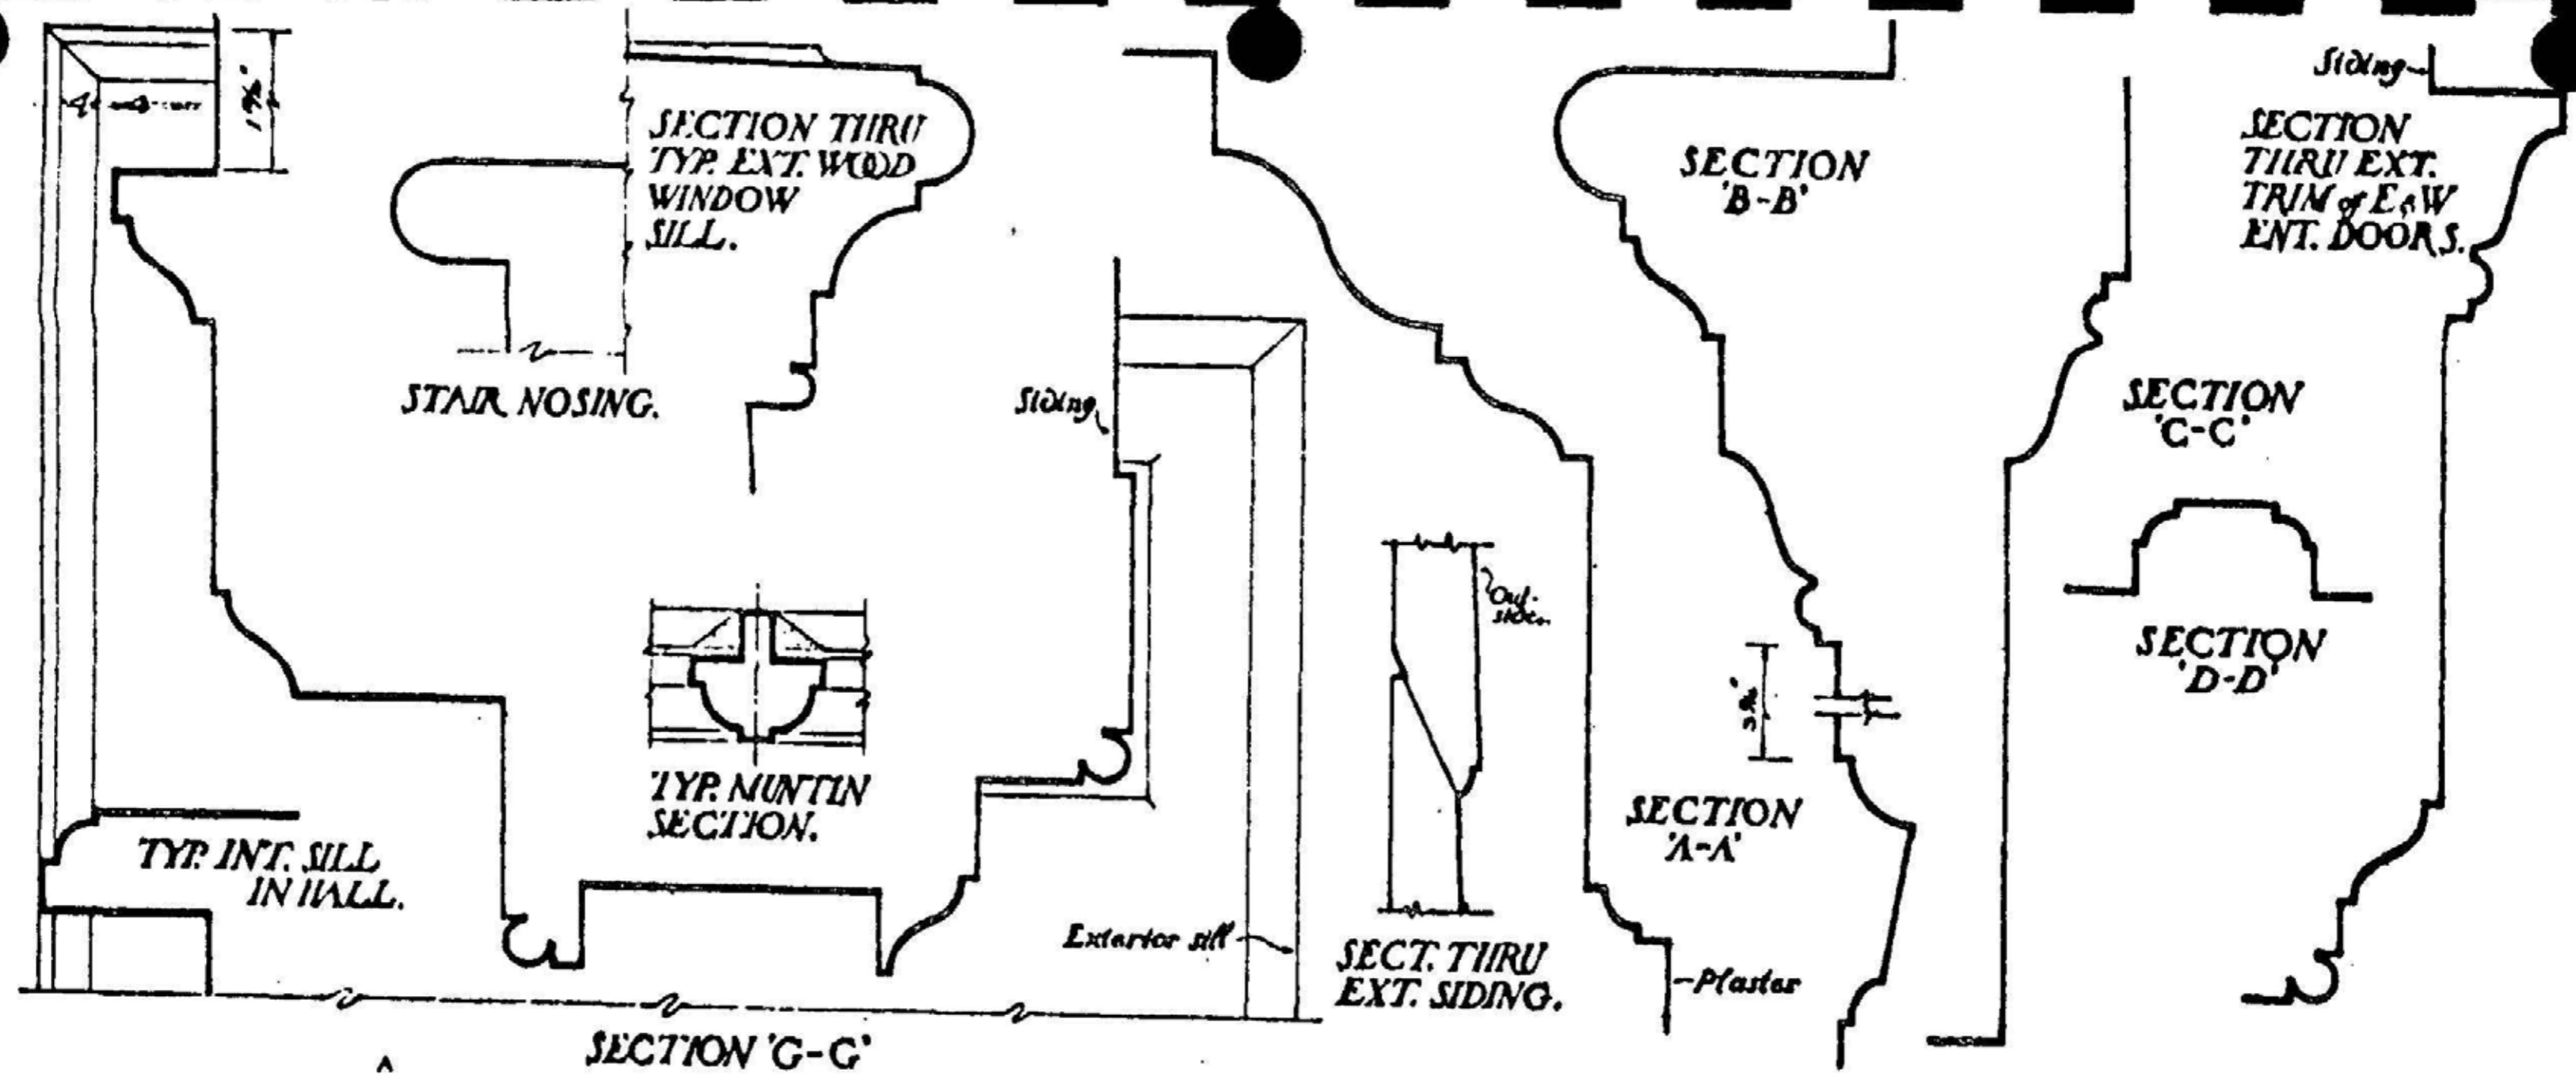 SECTION THRU
TYP. EXT. WOOD
WINDOW
SILL.
STAIR NOSING.
Siding
TYP. MUNTIN
SECTION.
TYP. INT. SILL
IN HALL.
Exterior sill
SECTION 'G-G'
Out-
side.
SECT. THRU
EXT. SIDING.
SECTION
'B-B'
SECTION
'A-A'
Plaster
Siding
SECTION
THRU EXT.
TRIM of E & W
ENT. DOORS.
SECTION
'C-C'
SECTION
'D-D'